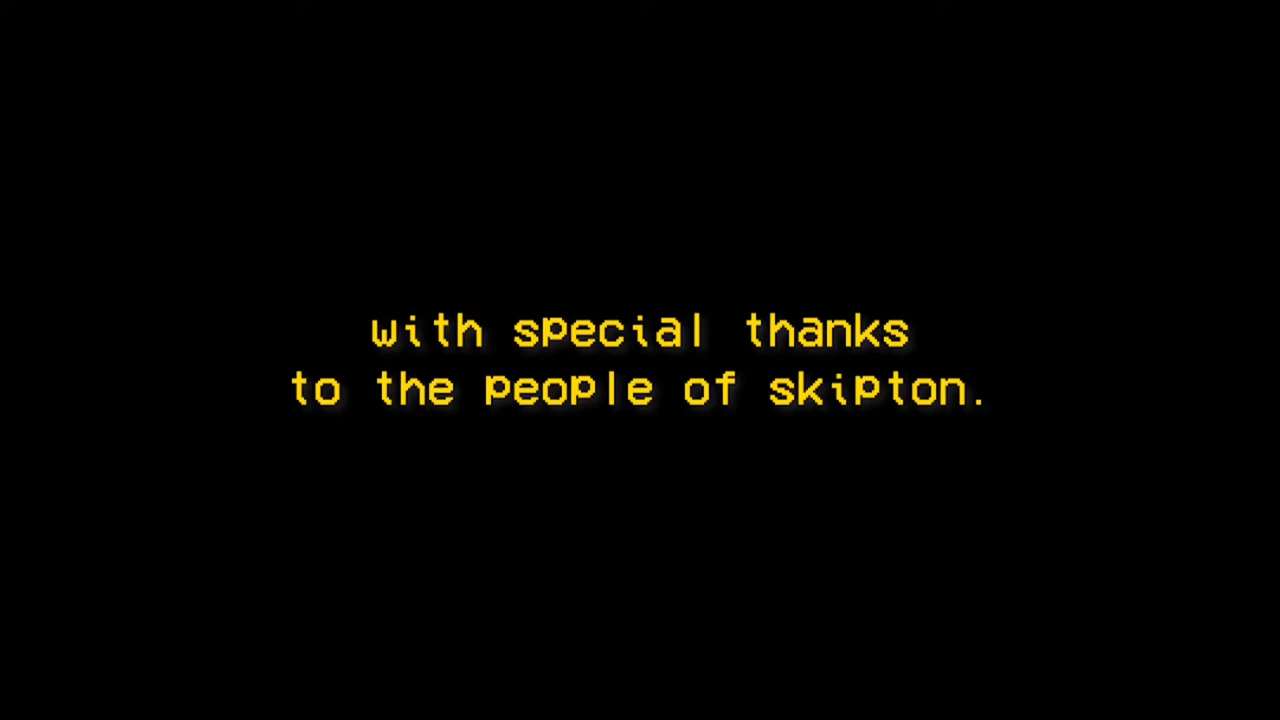 with special thanks
to the people of skipton.